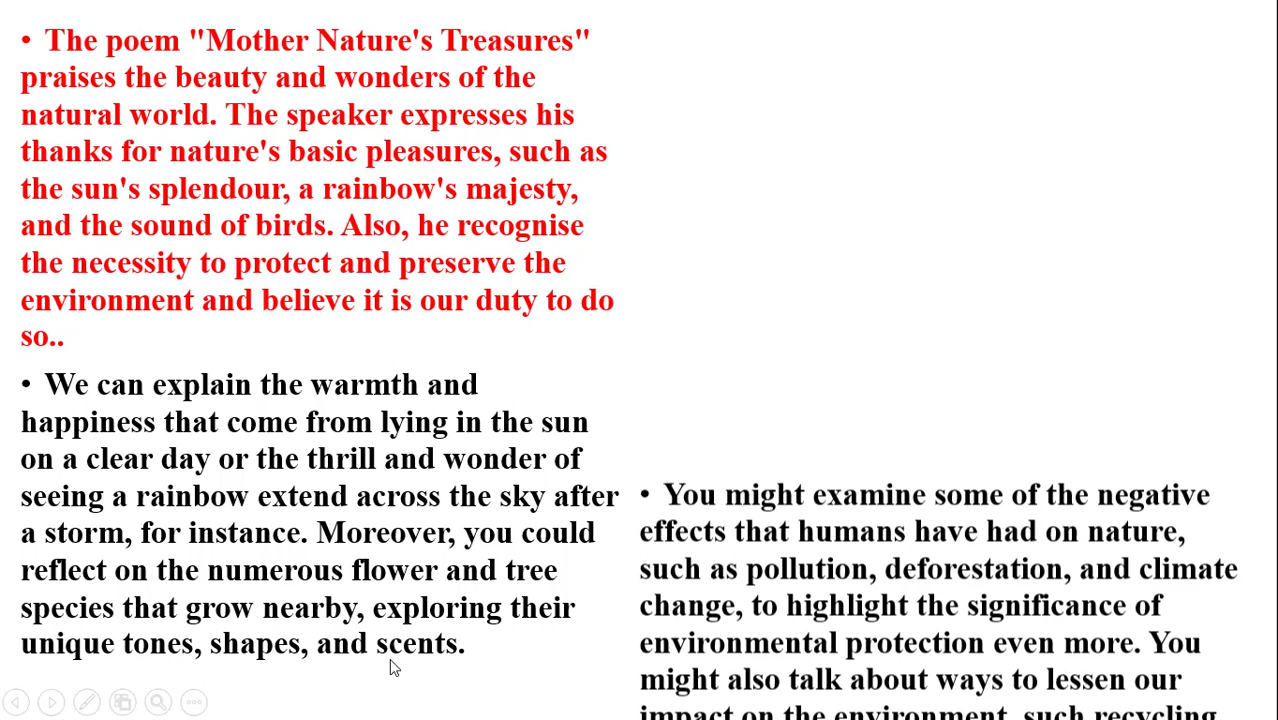 • The poem "Mother Nature's Treasures"
praises the beauty and wonders of the
natural world. The speaker expresses his
thanks for nature's basic pleasures, such as
the sun's splendour, a rainbow's majesty,
and the sound of birds. Also, he recognise
the necessity to protect and preserve the
environment and believe it is our duty to do
so..
• We can explain the warmth and
happiness that come from lying in the sun
on a clear day or the thrill and wonder of
seeing a rainbow extend across the sky after
a storm, for instance. Moreover, you could
reflect on the numerous flower and tree
species that grow nearby, exploring their
unique tones, shapes, and scents.
• You might examine some of the negative
effects that humans have had on nature,
such as pollution, deforestation, and climate
change, to highlight the significance of
environmental protection even more. You
might also talk about ways to lessen our
impact on the environment, such recycling